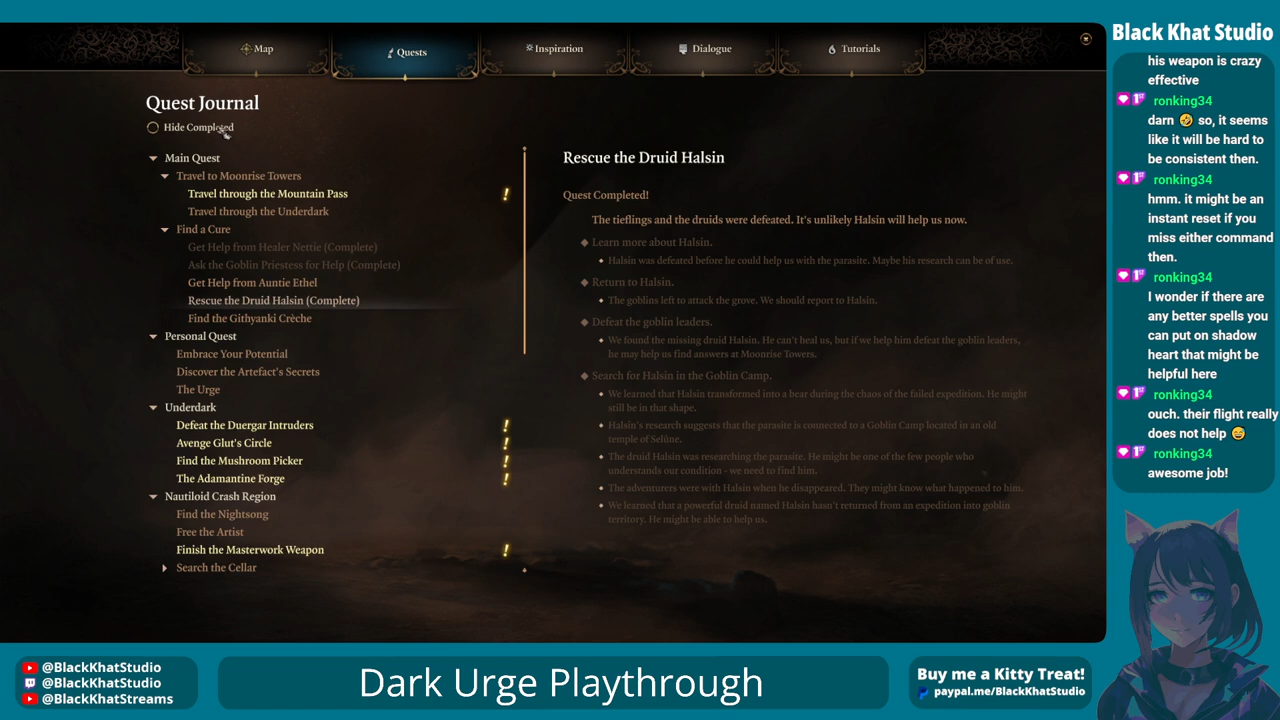 Map
Quests
Inspiration
Dialogue
Tutorials
Quest Journal
Hide Completed
Main Quest
Travel to Moonrise Towers
Travel through the Mountain Pass
Travel through the Underdark
Find a Cure
Get Help from Healer Nettie (Complete)
Ask the Goblin Priestess for Help (Complete)
Get Help from Auntie Ethel
Rescue the Druid Halsin (Complete)
Find the Githyanki Crèche
Personal Quest
Embrace Your Potential
Discover the Artefact's Secrets
The Urge
Underdark
Defeat the Duergar Intruders
Avenge Glut's Circle
Find the Mushroom Picker
The Adamantine Forge
Nautiloid Crash Region
Find the Nightsong
Free the Artist
Finish the Masterwork Weapon
Search the Cellar
Rescue the Druid Halsin
Quest Completed!
The tieflings and the druids were defeated. It's unlikely Halsin will help us now.
Learn more about Halsin.
Halsin was defeated before he could help us with the parasite. Maybe his research can be of use.
Return to Halsin.
The goblins left to attack the grove. We should report to Halsin.
Defeat the goblin leaders.
We found the missing druid Halsin. He can't heal us, but if we help him defeat the goblin leaders,
he may help us find answers at Moonrise Towers.
Search for Halsin in the Goblin Camp.
We learned that Halsin transformed into a bear during the chaos of the failed expedition. He might
still be in that shape.
Halsin's research suggests that the parasite is connected to a Goblin Camp located in an old
temple of Selûne.
The druid Halsin was researching the parasite. He might be one of the few people who
understands our condition - we need to find him.
The adventurers were with Halsin when he disappeared. They might know what happened to him.
We learned that a powerful druid named Halsin hasn't returned from an expedition into goblin
territory. He might be able to help us.
Black Khat Studio
his weapon is crazy
effective
ronking34
darn 🤣 so, it seems
like it will be hard to
be consistent then.
ronking34
hmm. it might be an
instant reset if you
miss either command
then.
ronking34
I wonder if there are
any better spells you
can put on shadow
heart that might be
helpful here
ronking34
ouch. their flight really
does not help 😅
ronking34
awesome job!
@BlackKhatStudio
@BlackKhatStudio
@BlackKhatStreams
Dark Urge Playthrough
Buy me a Kitty Treat!
paypal.me/BlackKhatStudio